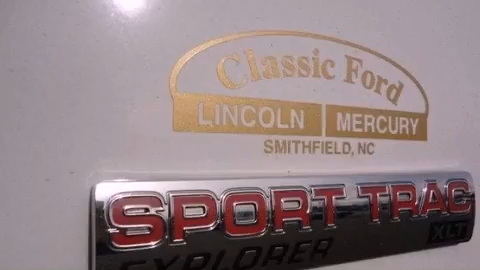 Classic Ford
LINCOLN MERCURY
SMITHFIELD, NC
SPORT TRAC
EXPLORER XLT